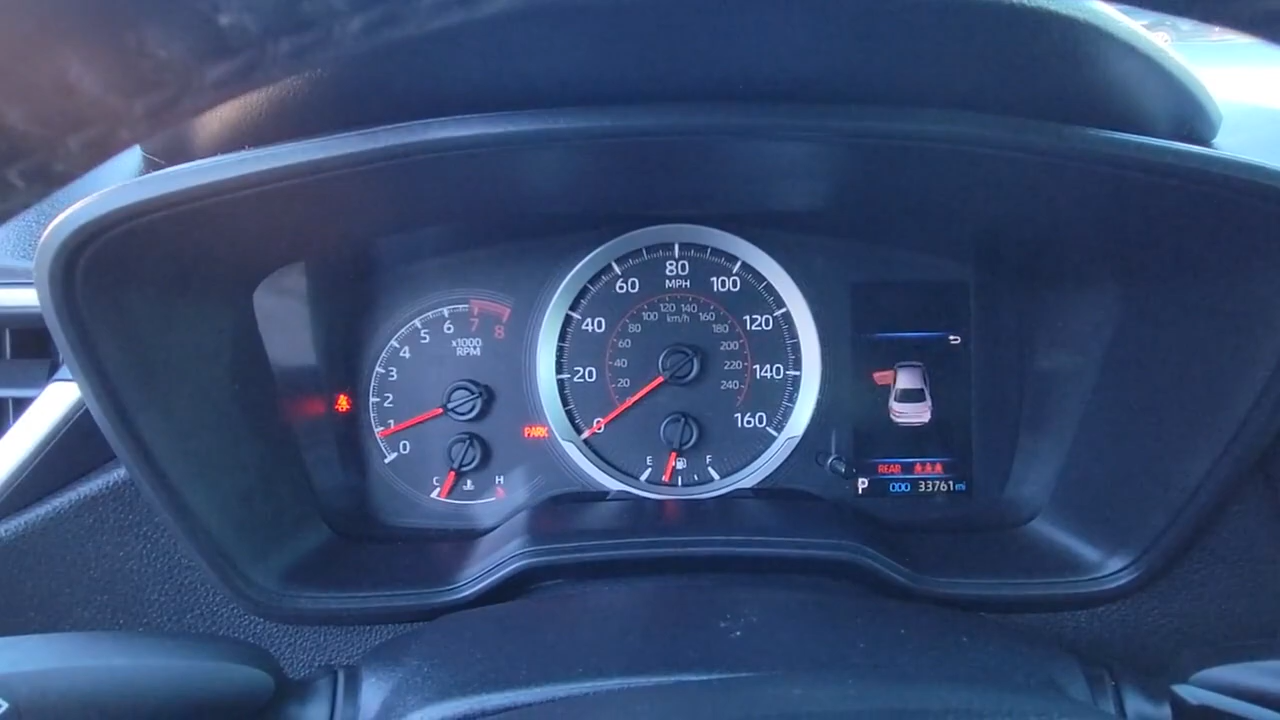 0 1 2 3 4 5 6 7 8
x1000
RPM
C H
PARK
0 20 40 60 80 100 120 140 160
MPH
20 40 60 80 100 120 140 160 180 200 220 240
km/h
E F
REAR
P ODO 33761 mi